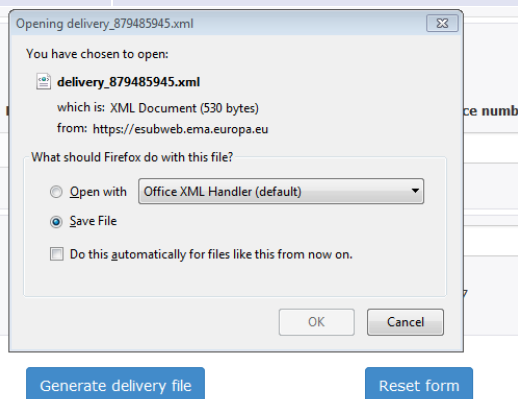 Opening delivery_879485945.xml
You have chosen to open:
delivery_879485945.xml
which is: XML Document (530 bytes)
from: https://esubweb.ema.europa.eu
What should Firefox do with this file?
Open with Office XML Handler (default)
Save File
Do this automatically for files like this from now on.
OK Cancel
ce numb
7
Generate delivery file Reset form